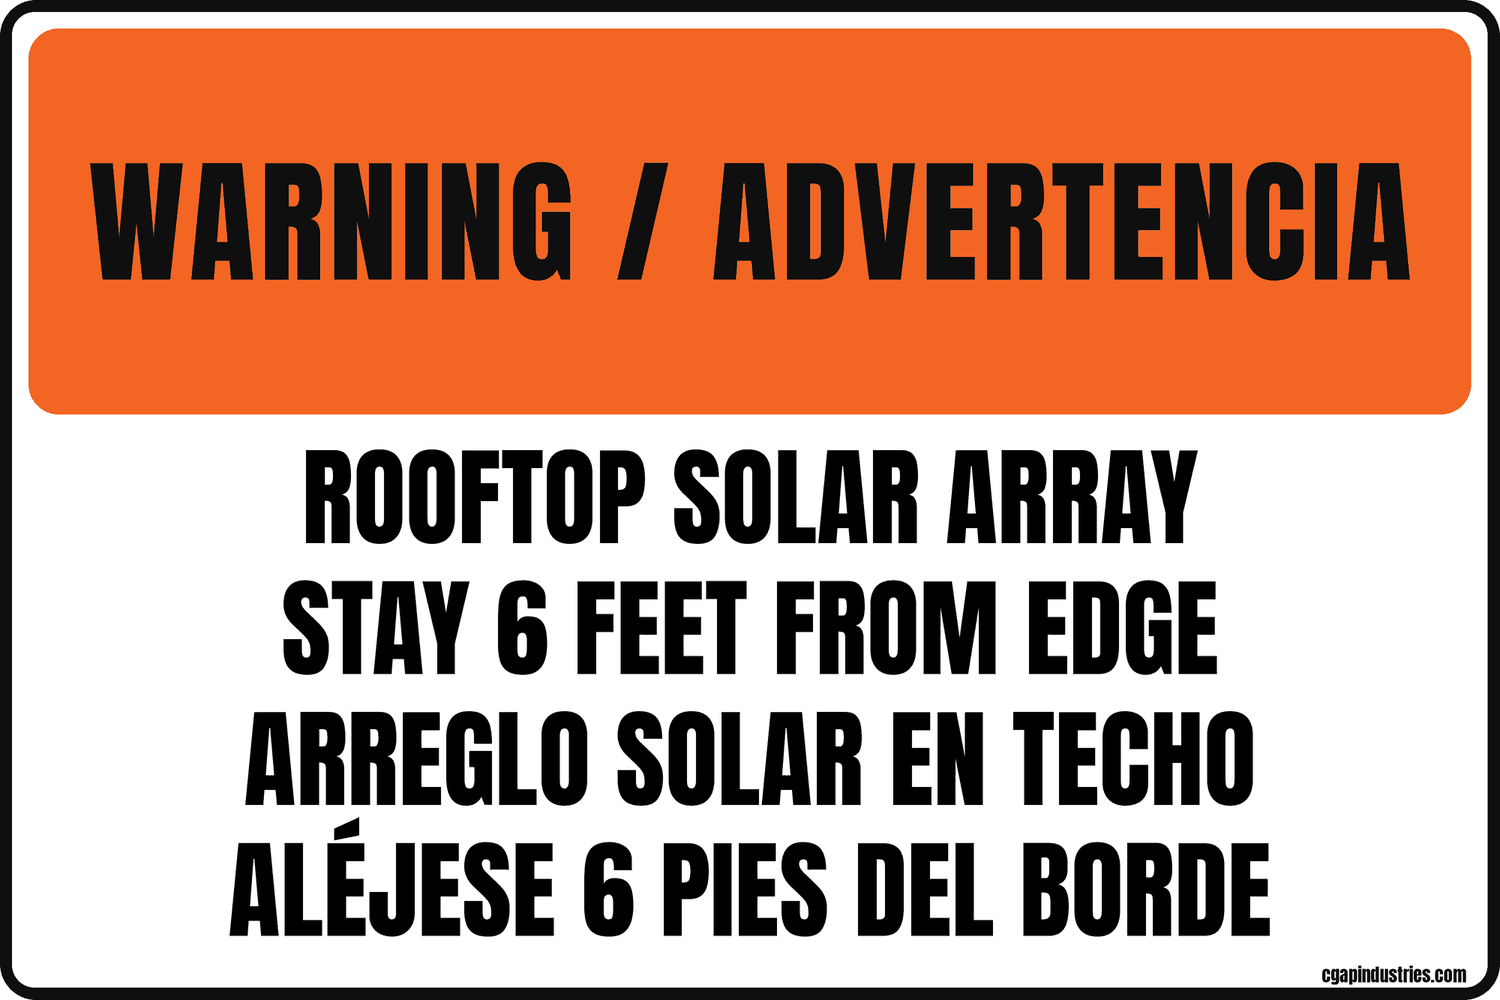 WARNING / ADVERTENCIA
ROOFTOP SOLAR ARRAY
STAY 6 FEET FROM EDGE
ARREGLO SOLAR EN TECHO
ALÉJESE 6 PIES DEL BORDE
cgapindustries.com